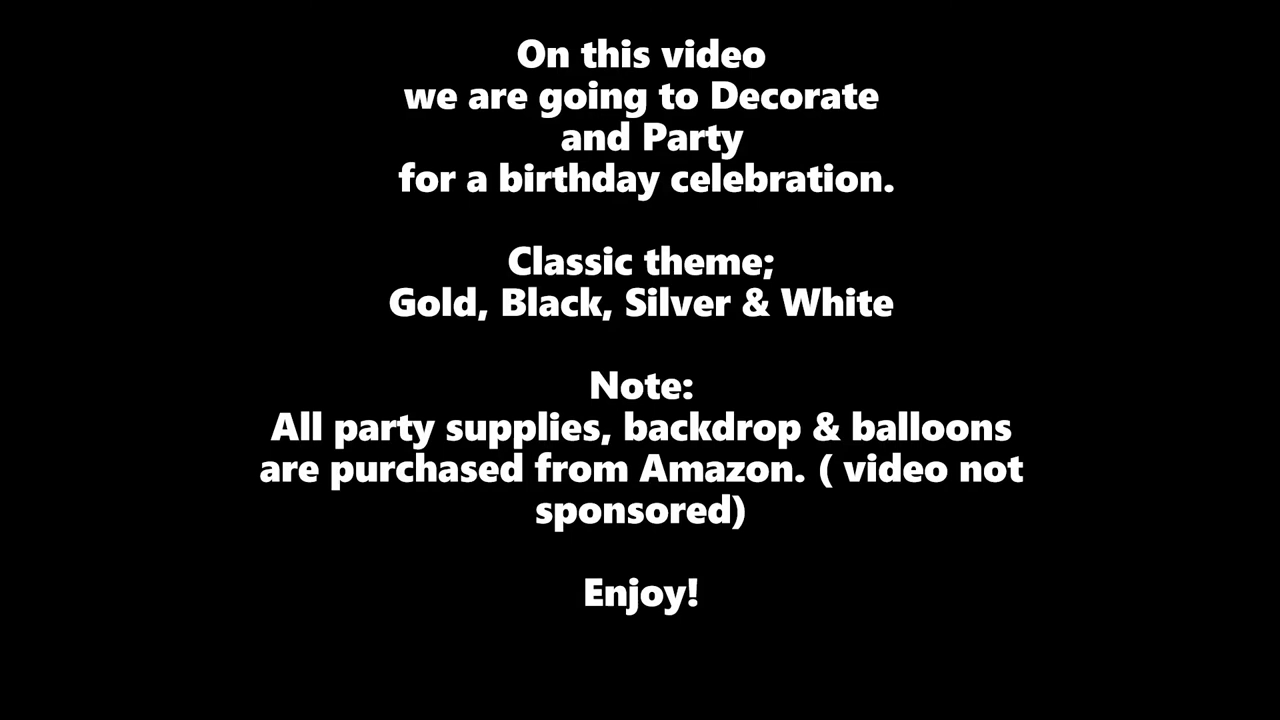 On this video
we are going to Decorate
and Party
for a birthday celebration.
Classic theme;
Gold, Black, Silver & White
Note:
All party supplies, backdrop & balloons
are purchased from Amazon. ( video not
sponsored)
Enjoy!